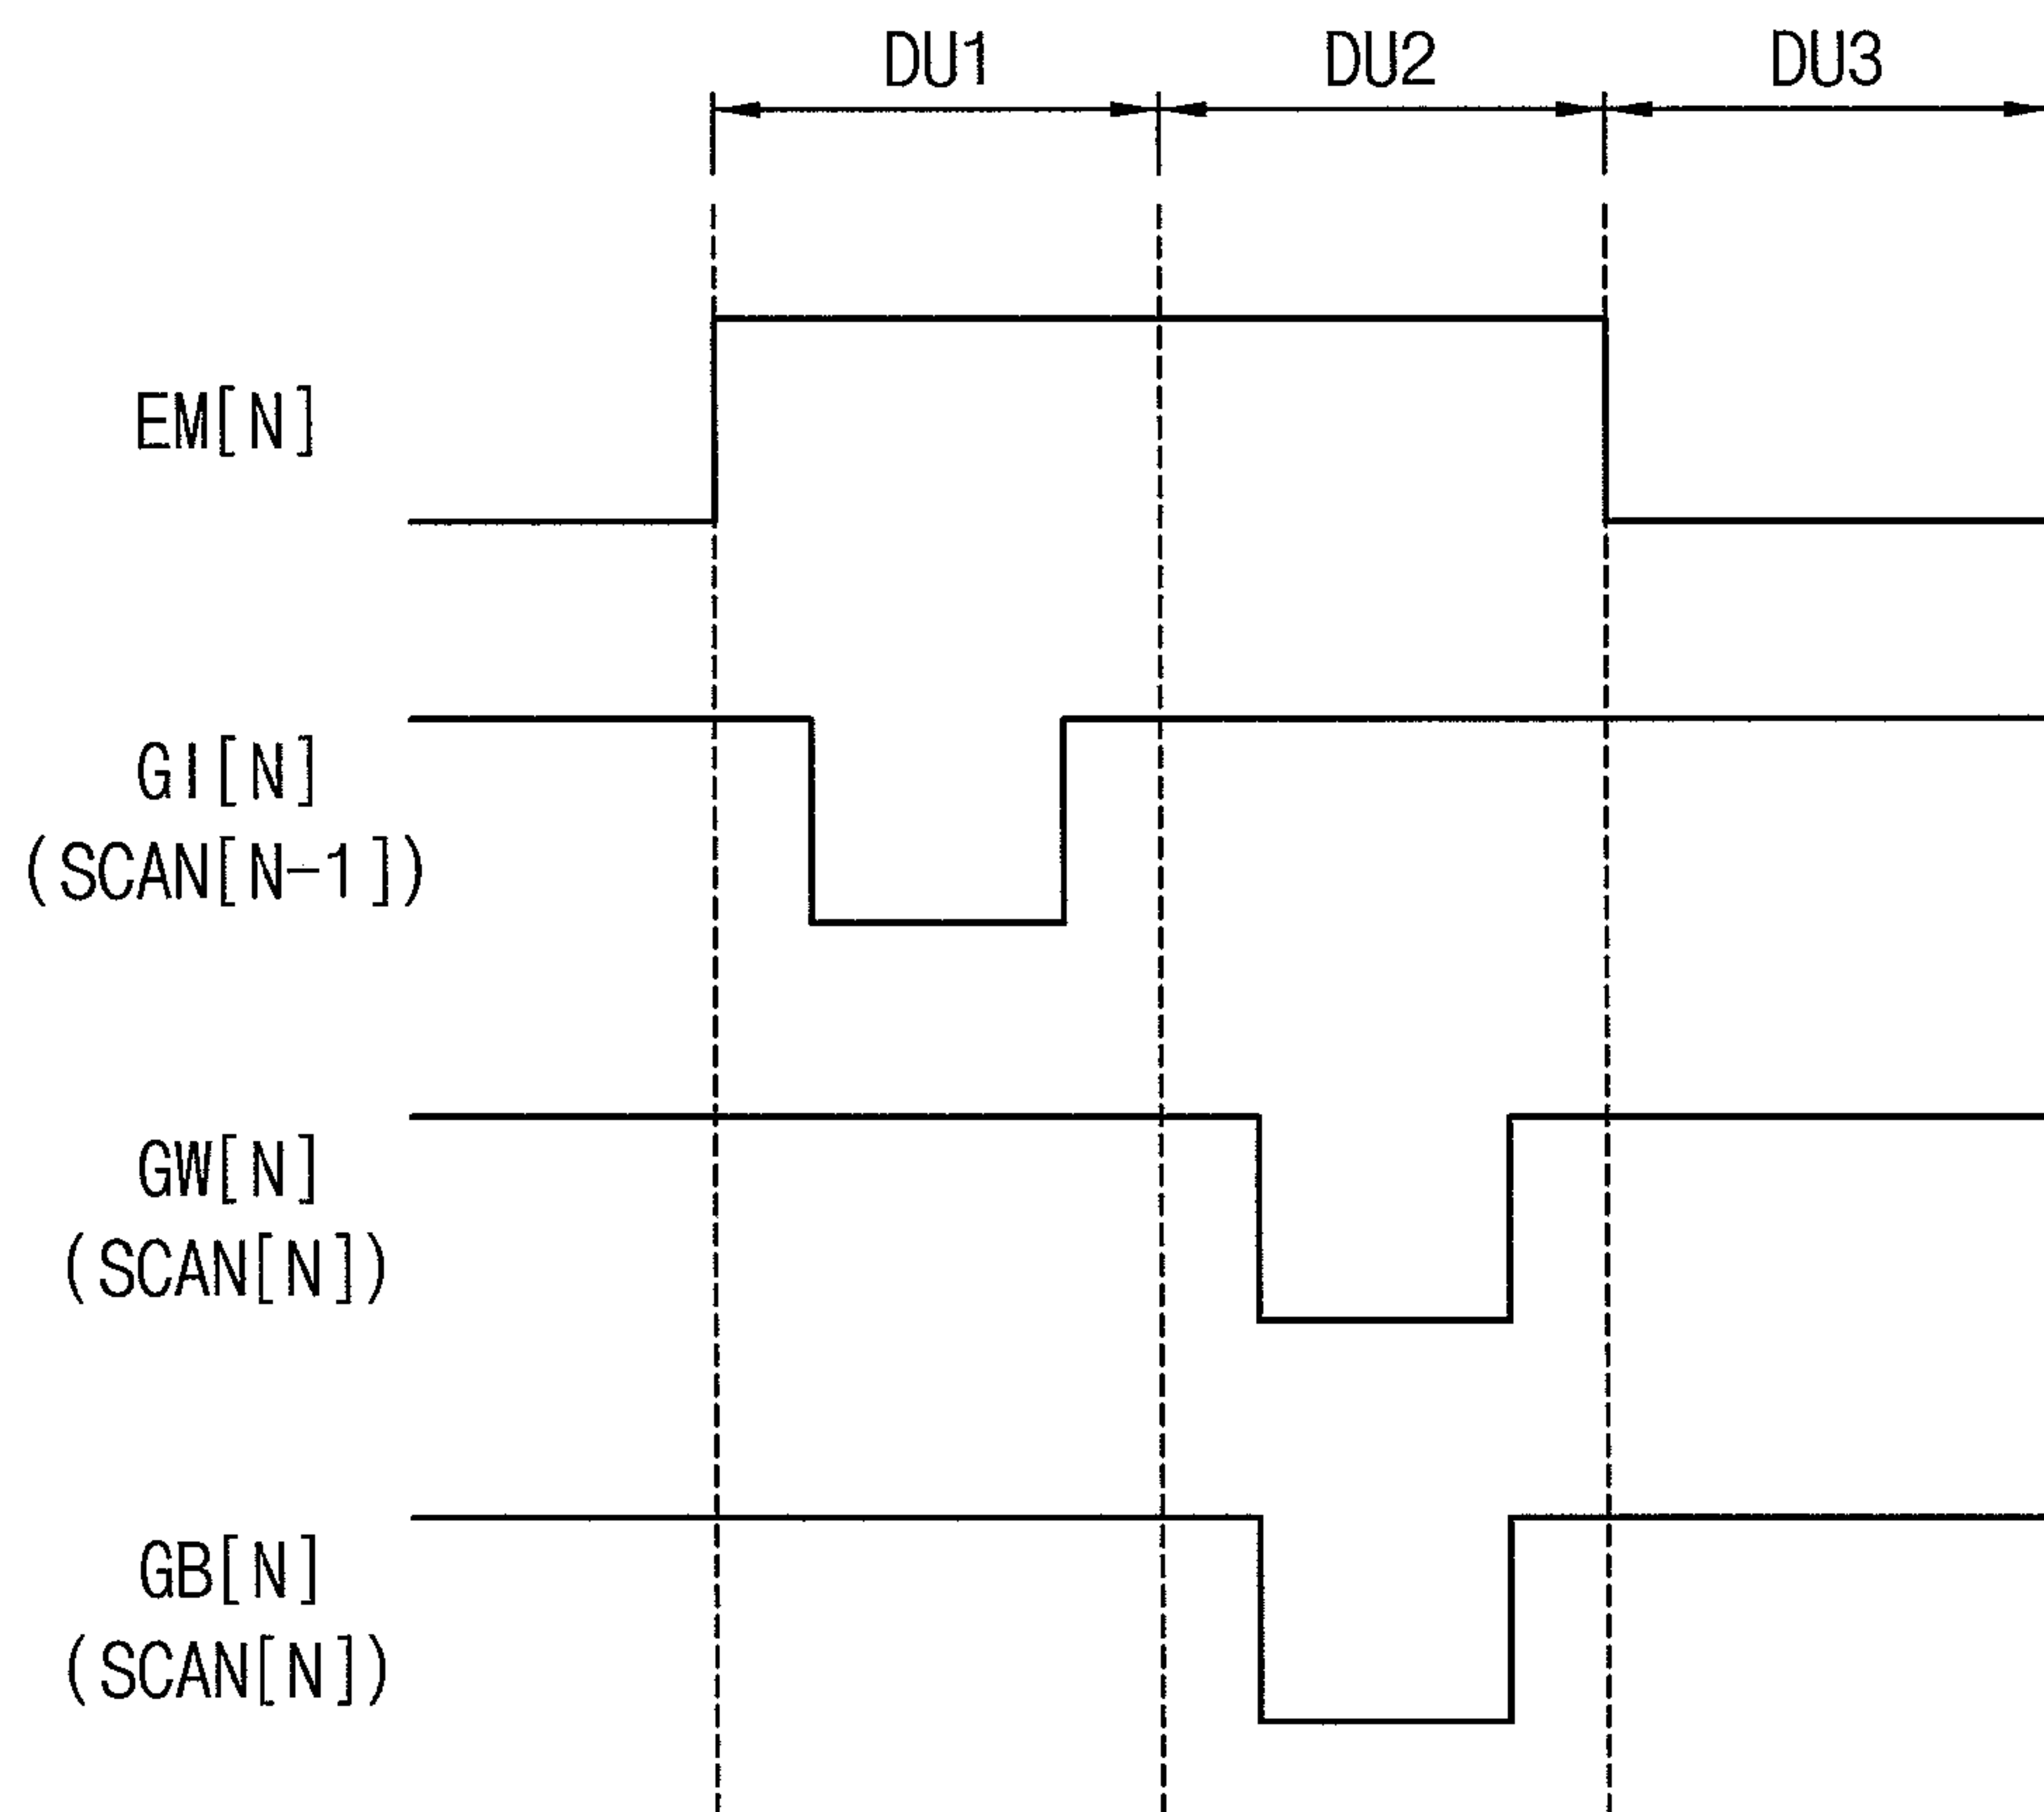 DU1 DU2 DU3
EM[N]
GI[N]
(SCAN[N-1])
GW[N]
(SCAN[N])
GB[N]
(SCAN[N])